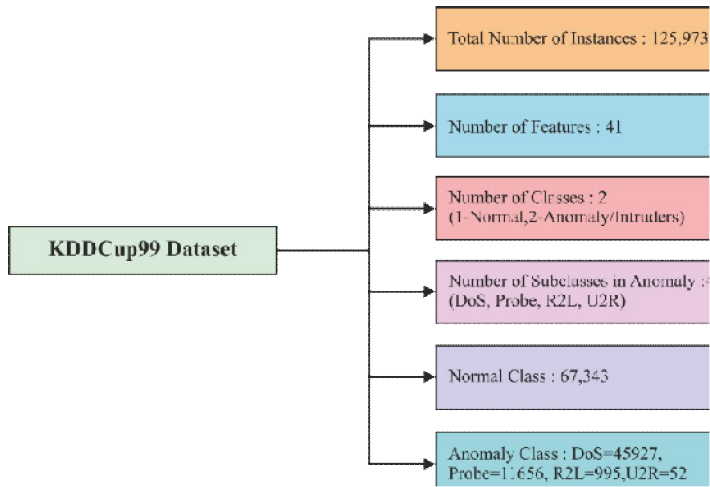 Total Number of Instances : 125,973
Number of Features : 41
Number of Classes : 2
(1-Normal,2-Anomaly/Intruders)
KDDCup99 Dataset
Number of Subclasses in Anomaly :4
(DoS, Probe, R2L, U2R)
Normal Class : 67,343
Anomaly Class : DoS=45927,
Probe=11656, R2L=995,U2R=52